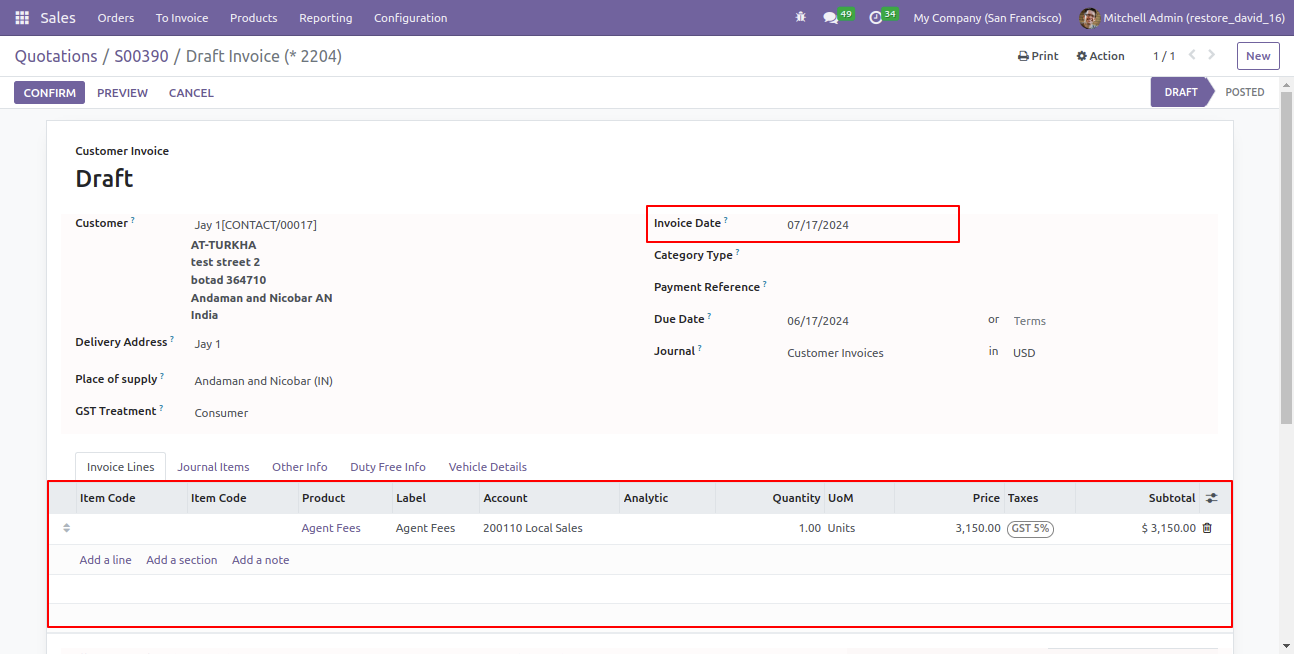 Sales Orders To Invoice Products Reporting Configuration 49 34 My Company (San Francisco) Mitchell Admin (restore_david_16)
Quotations / S00390 / Draft Invoice (* 2204) Print Action 1 / 1 New
CONFIRM PREVIEW CANCEL DRAFT POSTED
Customer Invoice
Draft
Customer ? Jay 1[CONTACT/00017]
AT-TURKHA
test street 2
botad 364710
Andaman and Nicobar AN
India
Delivery Address ? Jay 1
Place of supply ? Andaman and Nicobar (IN)
GST Treatment ? Consumer
Invoice Date ? 07/17/2024
Category Type ?
Payment Reference ?
Due Date ? 06/17/2024 or Terms
Journal ? Customer Invoices in USD
Invoice Lines Journal Items Other Info Duty Free Info Vehicle Details
Item Code Item Code Product Label Account Analytic Quantity UoM Price Taxes Subtotal
Agent Fees Agent Fees 200110 Local Sales 1.00 Units 3,150.00 GST 5% $ 3,150.00
Add a line Add a section Add a note